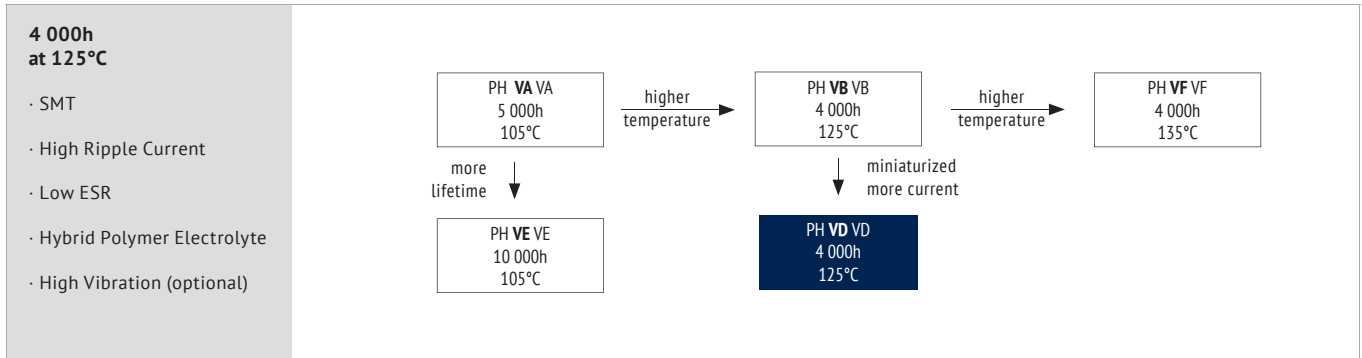 4 000h
at 125°C
· SMT
· High Ripple Current
· Low ESR
· Hybrid Polymer Electrolyte
· High Vibration (optional)
PH VA VA
5 000h
105°C
higher
temperature
PH VB VB
4 000h
125°C
higher
temperature
PH VF VF
4 000h
135°C
more
lifetime
miniaturized
more current
PH VE VE
10 000h
105°C
PH VD VD
4 000h
125°C